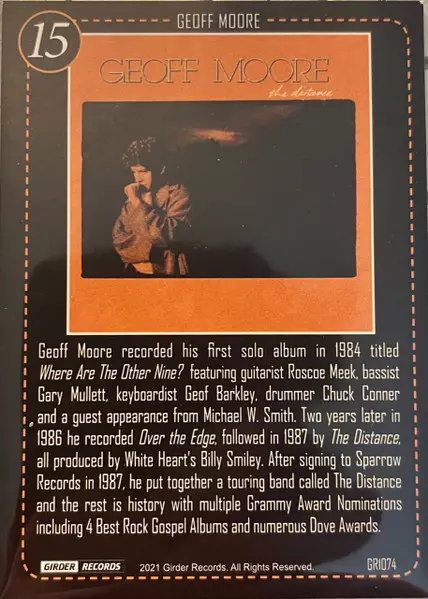 GEOFF MOORE
15
GEOFF MOORE
the distance
Geoff Moore recorded his first solo album in 1984 titled
Where Are The Other Nine? featuring guitarist Roscoe Meek, bassist
Gary Mullett, keyboardist Geof Barkley, drummer Chuck Conner
and a guest appearance from Michael W. Smith. Two years later in
1986 he recorded Over the Edge, followed in 1987 by The Distance,
all produced by White Heart's Billy Smiley. After signing to Sparrow
Records in 1987, he put together a touring band called The Distance
and the rest is history with multiple Grammy Award Nominations
including 4 Best Rock Gospel Albums and numerous Dove Awards.
GIRDER RECORDS 2021 Girder Records. All Rights Reserved. GR1074